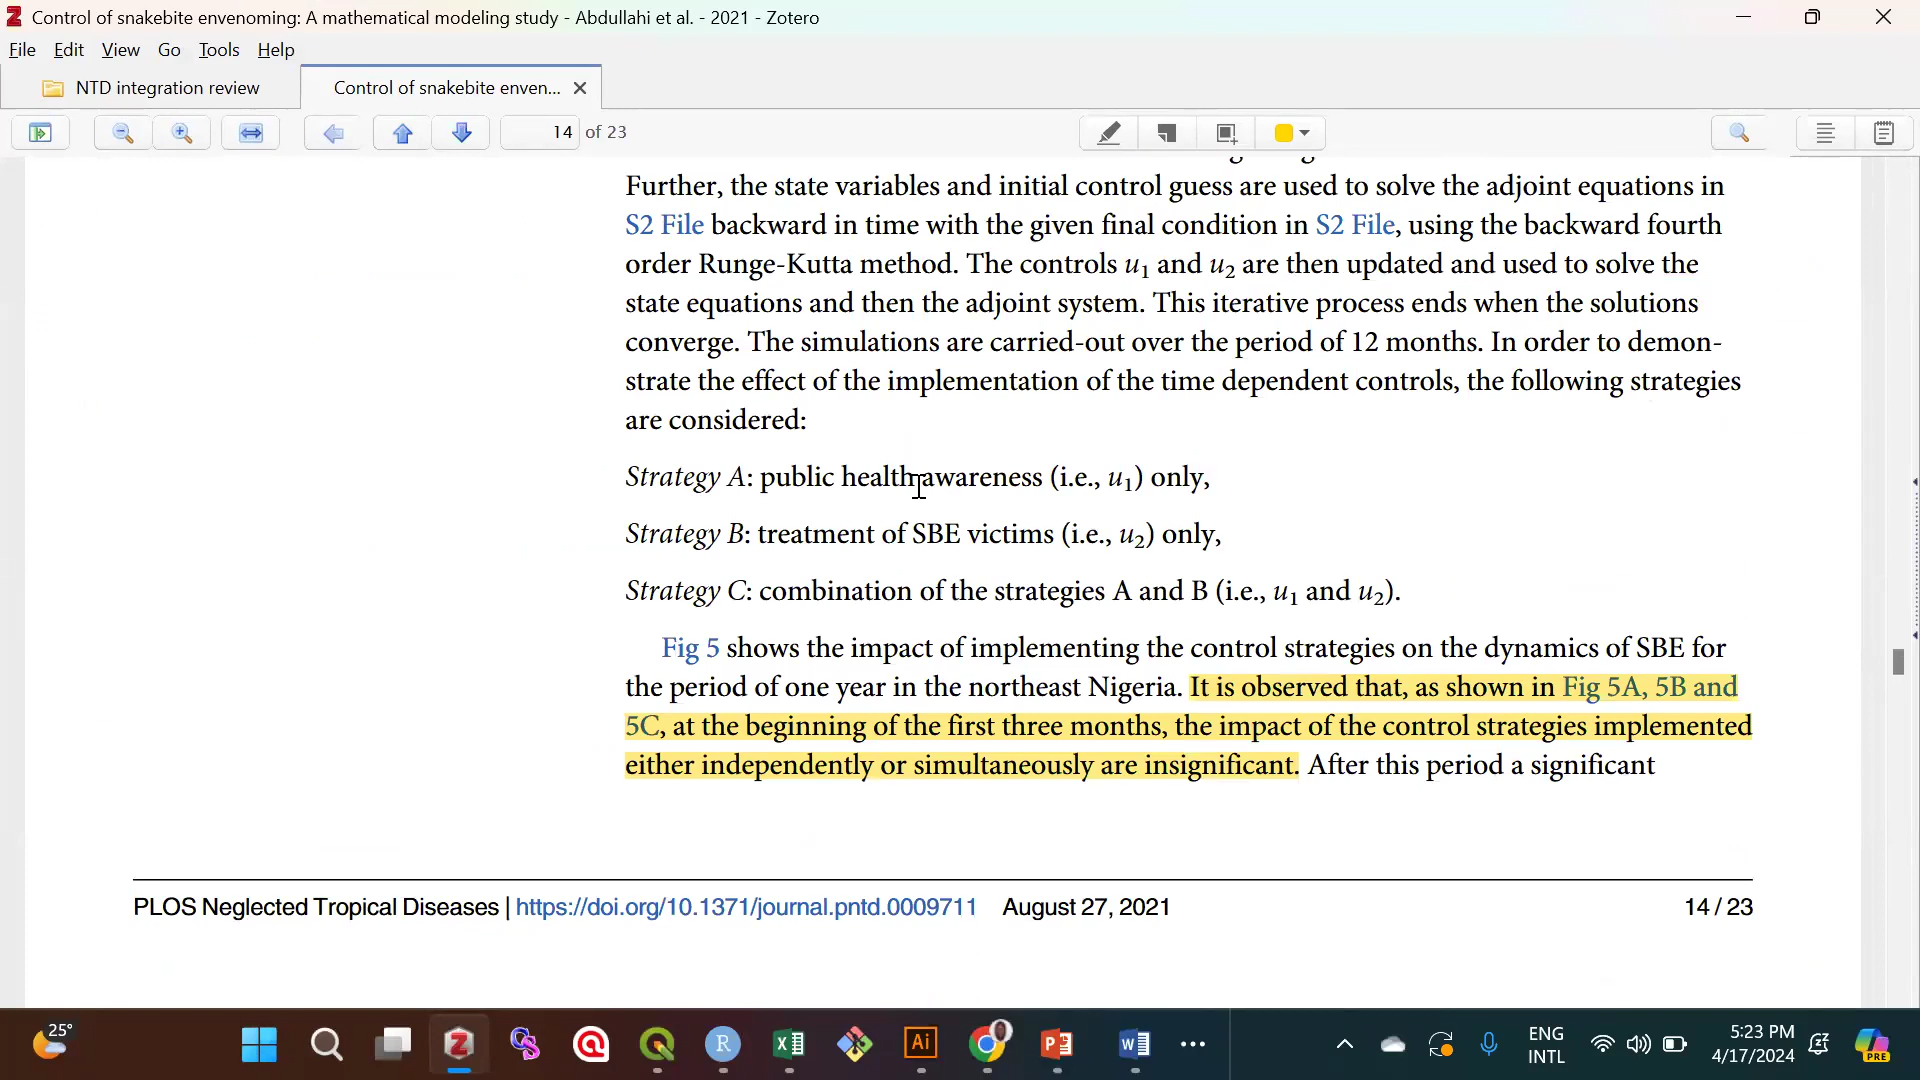 Control of snakebite envenoming: A mathematical modeling study - Abdullahi et al. - 2021 - Zotero
File Edit View Go Tools Help
NTD integration review
Control of snakebite enven...
14 of 23
Further, the state variables and initial control guess are used to solve the adjoint equations in
S2 File backward in time with the given final condition in S2 File, using the backward fourth
order Runge-Kutta method. The controls u1 and u2 are then updated and used to solve the
state equations and then the adjoint system. This iterative process ends when the solutions
converge. The simulations are carried-out over the period of 12 months. In order to demon-
strate the effect of the implementation of the time dependent controls, the following strategies
are considered:
Strategy A: public health awareness (i.e., u1) only,
Strategy B: treatment of SBE victims (i.e., u2) only,
Strategy C: combination of the strategies A and B (i.e., u1 and u2).
Fig 5 shows the impact of implementing the control strategies on the dynamics of SBE for
the period of one year in the northeast Nigeria. It is observed that, as shown in Fig 5A, 5B and
5C, at the beginning of the first three months, the impact of the control strategies implemented
either independently or simultaneously are insignificant. After this period a significant
PLOS Neglected Tropical Diseases | https://doi.org/10.1371/journal.pntd.0009711 August 27, 2021
14 / 23
25°
ENG
INTL
5:23 PM
4/17/2024
PRE